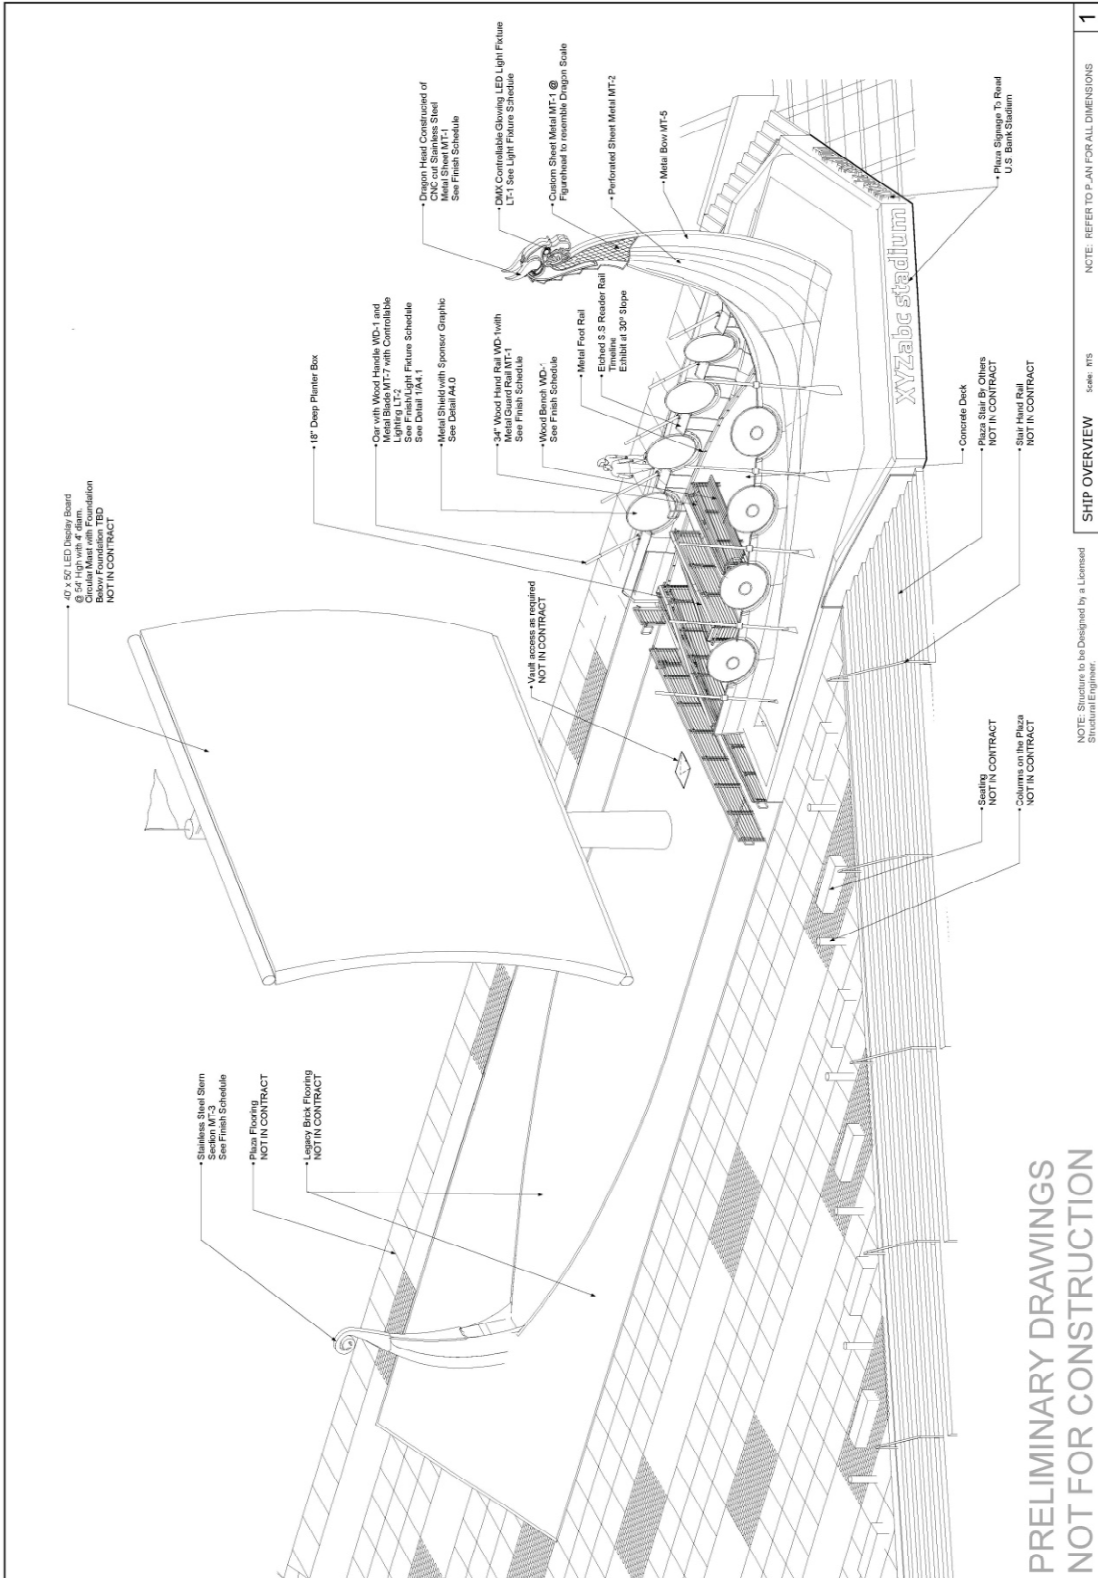 Stainless Steel Stern
Section MT-3
See Finish Schedule
Plaza Flooring
NOT IN CONTRACT
Legacy Brick Flooring
NOT IN CONTRACT
40' x 50' LED Display Board
@ 54' High with 4' diam.
Circular Mast with Foundation
Below Foundation TBD
NOT IN CONTRACT
Vault access as required
NOT IN CONTRACT
18" Deep Planter Box
Oar with Wood Handle WD-1 and
Metal Blade MT-7 with Controllable
Lighting LT-2
See Finish/Light Fixture Schedule
See Detail 1/A4.1
Metal Shield with Sponsor Graphic
See Detail A4.0
34" Wood Hand Rail WD-1 with
Metal Guard Rail MT-1
See Finish Schedule
Wood Bench WD-1
See Finish Schedule
Metal Foot Rail
Etched S.S Reader Rail
Timeline
Exhibit at 30º Slope
Dragon Head Constructed of
CNC cut Stainless Steel
Metal Sheet MT-1
See Finish Schedule
DMX Controllable Glowing LED Light Fixture
LT-1 See Light Fixture Schedule
Custom Sheet Metal MT-1 @
Figurehead to resemble Dragon Scale
Perforated Sheet Metal MT-2
Metal Bow MT-5
XYZabc stadium
Plaza Signage To Read
U.S. Bank Stadium
Concrete Deck
Plaza Stair By Others
NOT IN CONTRACT
Stair Hand Rail
NOT IN CONTRACT
Seating
NOT IN CONTRACT
Columns on the Plaza
NOT IN CONTRACT
PRELIMINARY DRAWINGS
NOT FOR CONSTRUCTION
NOTE: Structure to be Designed by a Licensed
Structural Engineer.
SHIP OVERVIEW
Scale: NTS
NOTE: REFER TO PLAN FOR ALL DIMENSIONS
1